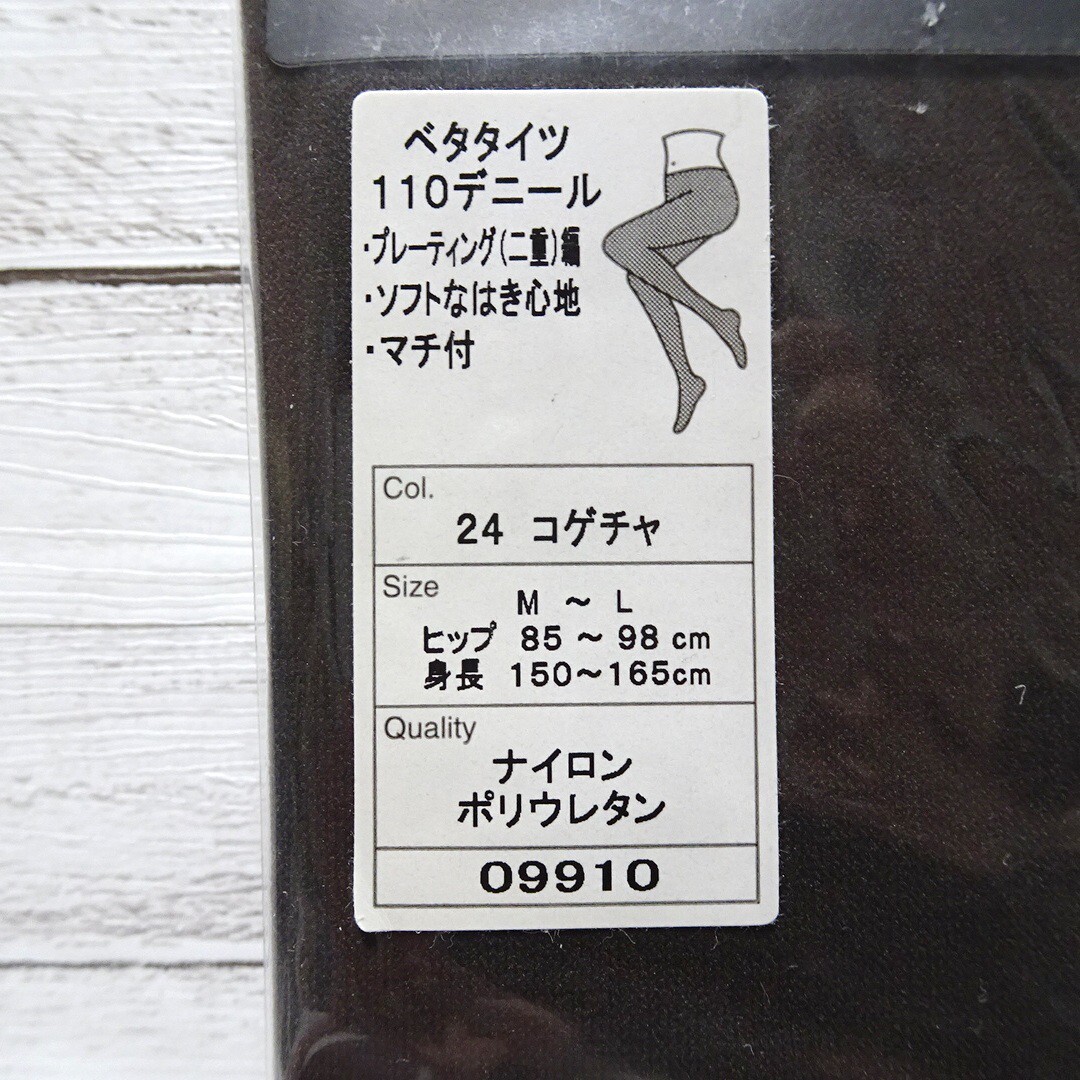 ベタタイツ
110デニール
・プレーティング(二重)編
・ソフトなはき心地
・マチ付
Col.
24 コゲチャ
Size
M ～ L
ヒップ 85～98cm
身長 150～165cm
Quality
ナイロン
ポリウレタン
09910